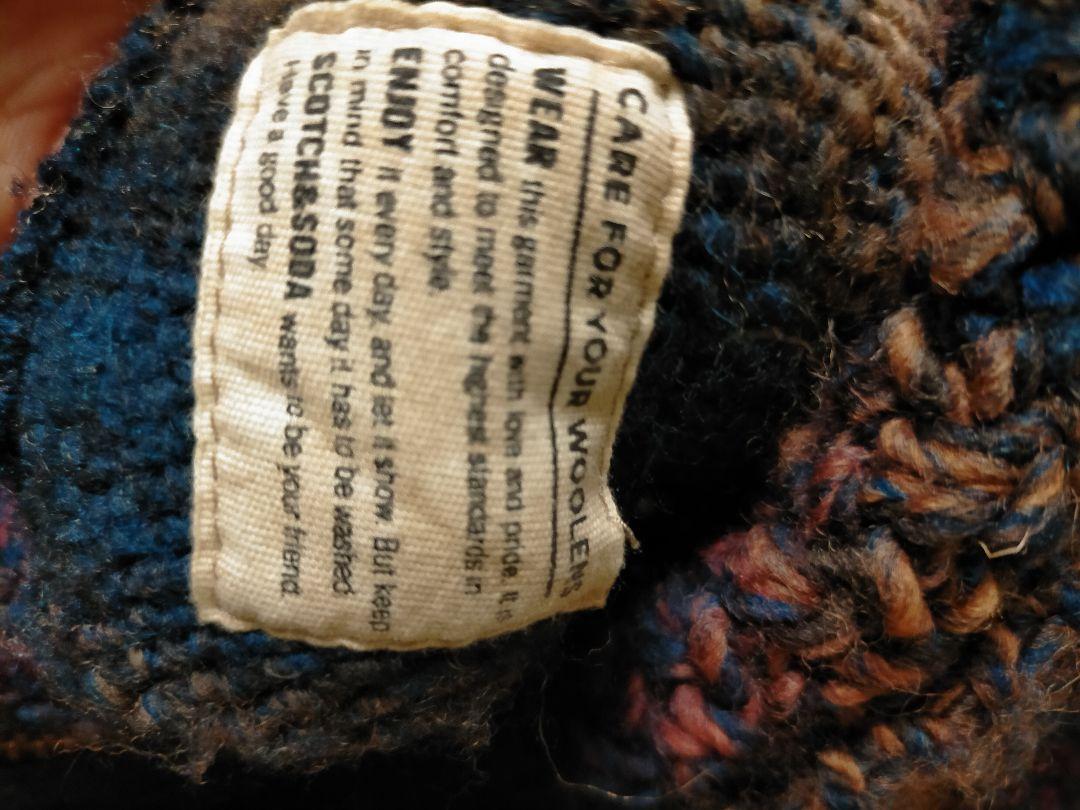 CARE FOR YOUR WOOLENS
WEAR this garment with love and pride. It is
designed to meet the highest standards in
comfort and style.
ENJOY it every day, and let it show. But keep
in mind that some day it has to be washed
SCOTCH&SODA wants to be your friend.
Have a good day